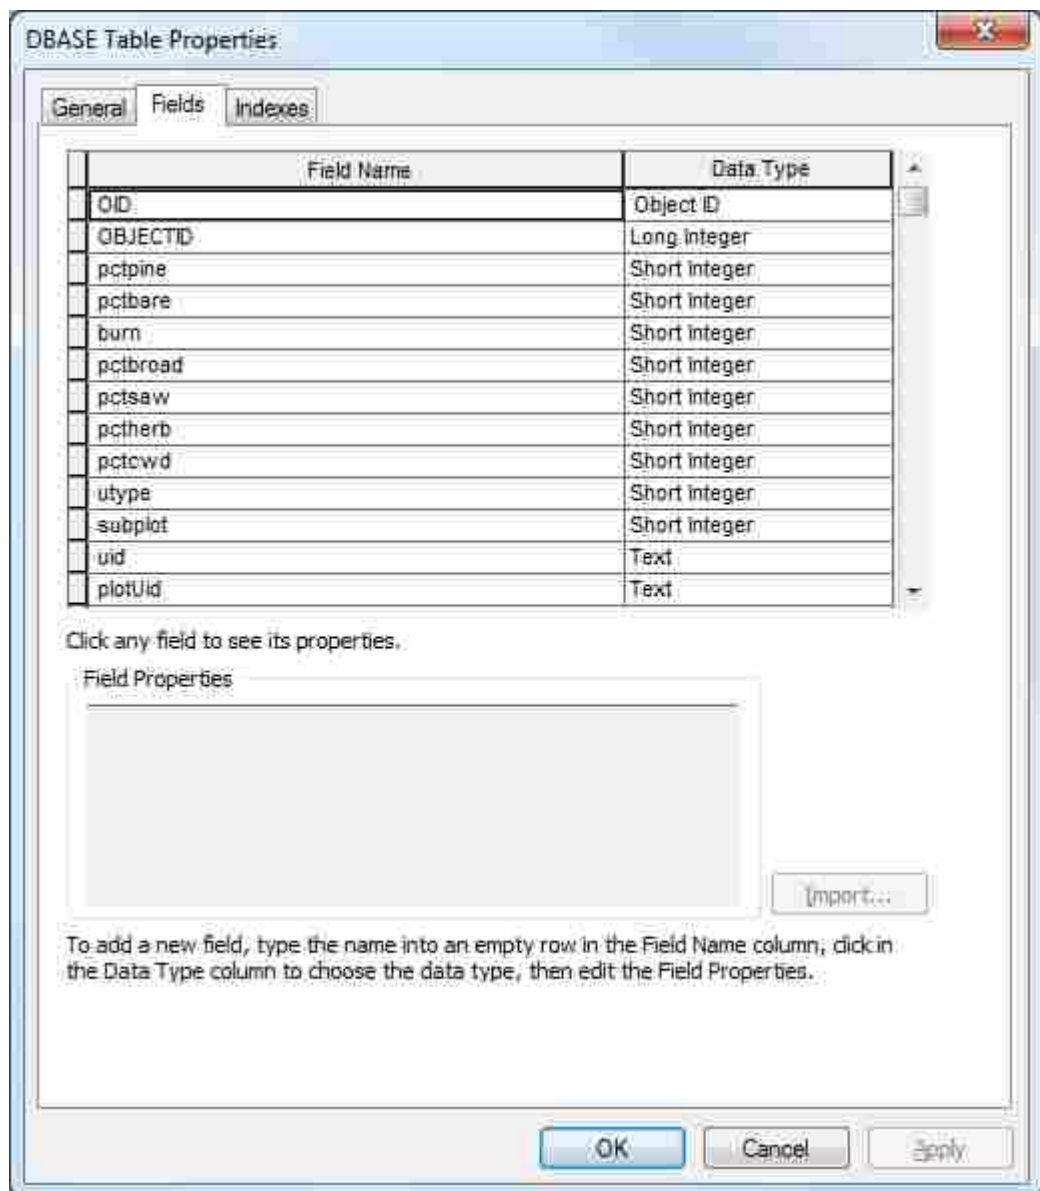 DBASE Table Properties
General Fields Indexes
Field Name Data Type
OID Object ID
OBJECTID Long Integer
pctpine Short Integer
pctbare Short Integer
burn Short Integer
pctbroad Short Integer
pctsaw Short Integer
pctherb Short Integer
pctcwd Short Integer
utype Short Integer
subplot Short Integer
uid Text
plotUid Text
Click any field to see its properties.
Field Properties
Import...
To add a new field, type the name into an empty row in the Field Name column, click in
the Data Type column to choose the data type, then edit the Field Properties.
OK Cancel Apply